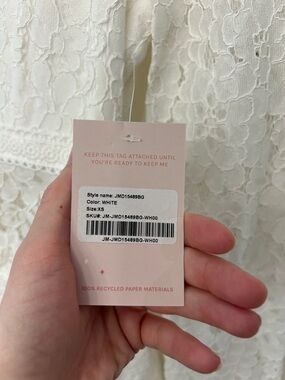 KEEP THIS TAG ATTACHED UNTIL
YOU'RE READY TO KEEP ME
Style name: JMD15489BG
Color: WHITE
Size: XS
SKU#: JM-JMD15489BG-WH00
JM-JMD15489BG-WH00
100% RECYCLED PAPER MATERIALS